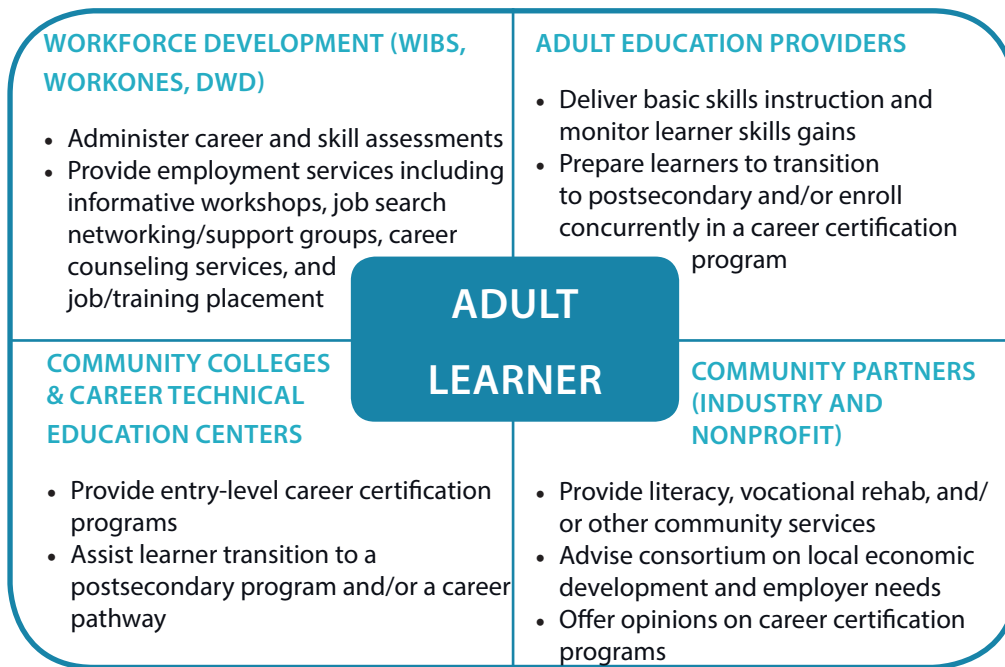 WORKFORCE DEVELOPMENT (WIBS,
WORKONES, DWD)
• Administer career and skill assessments
• Provide employment services including
informative workshops, job search
networking/support groups, career
counseling services, and
job/training placement
ADULT EDUCATION PROVIDERS
• Deliver basic skills instruction and
monitor learner skills gains
• Prepare learners to transition
to postsecondary and/or enroll
concurrently in a career certification
program
ADULT
LEARNER
COMMUNITY COLLEGES
& CAREER TECHNICAL
EDUCATION CENTERS
• Provide entry-level career certification
programs
• Assist learner transition to a
postsecondary program and/or a career
pathway
COMMUNITY PARTNERS
(INDUSTRY AND
NONPROFIT)
• Provide literacy, vocational rehab, and/
or other community services
• Advise consortium on local economic
development and employer needs
• Offer opinions on career certification
programs